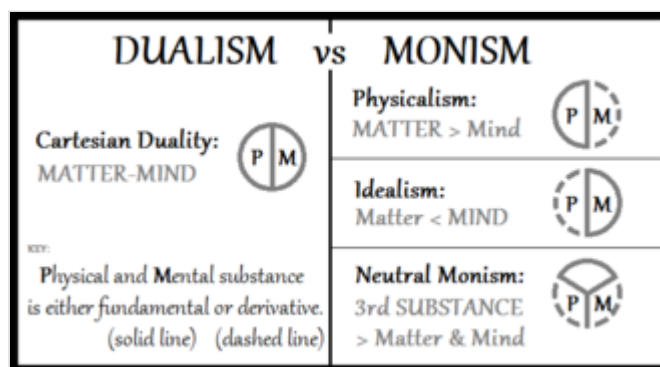 DUALISM vs MONISM
Cartesian Duality:
MATTER-MIND
P M
KEY:
Physical and Mental substance
is either fundamental or derivative.
(solid line) (dashed line)
Physicalism:
MATTER > Mind
P M
Idealism:
Matter < MIND
P M
Neutral Monism:
3rd SUBSTANCE
> Matter & Mind
P M